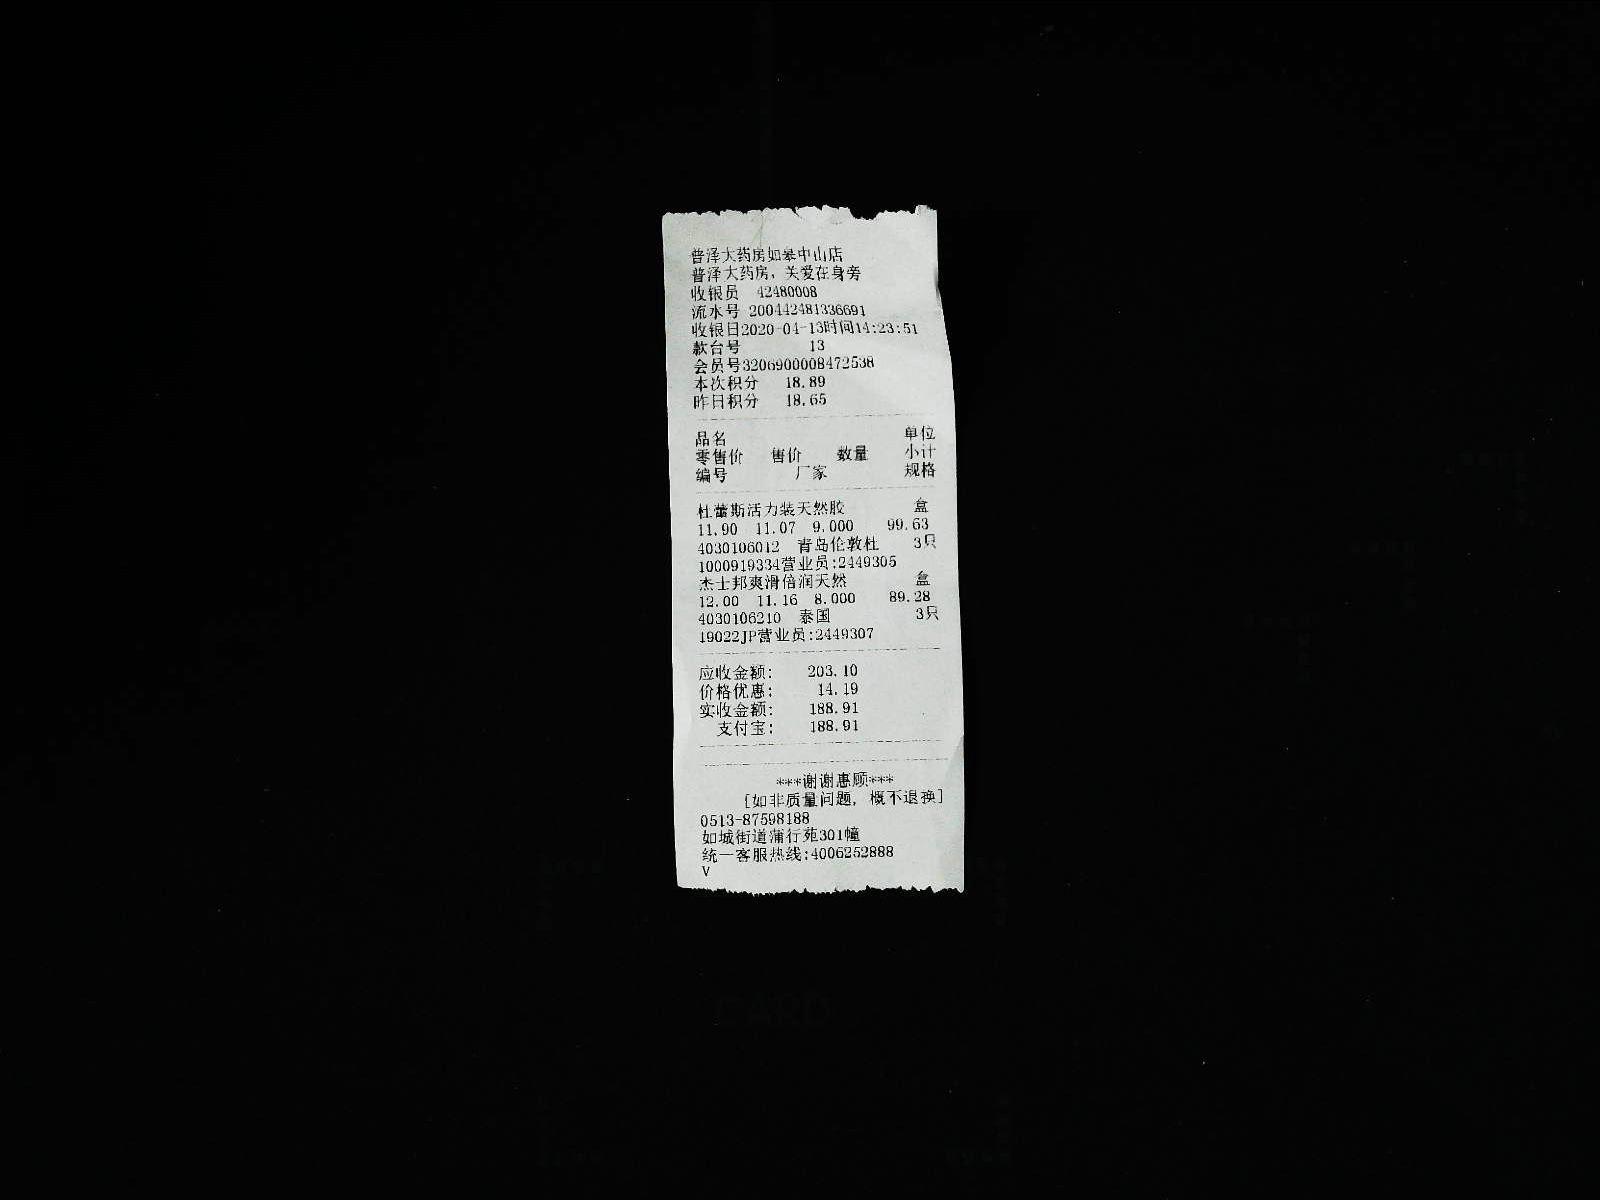 普泽大药房如皋中山店
普泽大药房，关爱在身旁
收银员 42480008
流水号 200442481336691
收银日2020-04-13时间14:23:51
款台号 13
会员号3206900008472538
本次积分 18.89
昨日积分 18.65
品名 单位
零售价 售价 数量 小计
编号 厂家 规格
杜蕾斯活力装天然胶 盒
11.90 11.07 9.000 99.63
4030106012 青岛伦敦杜 3只
1000919334营业员:2449305
杰士邦爽滑倍润天然 盒
12.00 11.16 8.000 89.28
4030106210 泰国 3只
19022JP营业员:2449307
应收金额: 203.10
价格优惠: 14.19
实收金额: 188.91
支付宝: 188.91
***谢谢惠顾***
[如非质量问题，概不退换]
0513-87598188
如城街道蒲行苑301幢
统一客服热线:4006252888
V